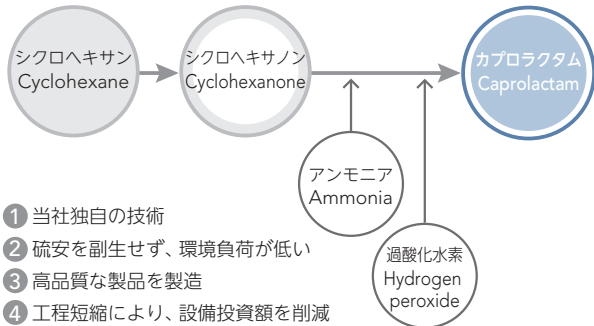 シクロヘキサン
Cyclohexane
シクロヘキサノン
Cyclohexanone
カプロラクタム
Caprolactam
アンモニア
Ammonia
過酸化水素
Hydrogen
peroxide
1 当社独自の技術
2 硫安を副生せず、環境負荷が低い
3 高品質な製品を製造
4 工程短縮により、設備投資額を削減